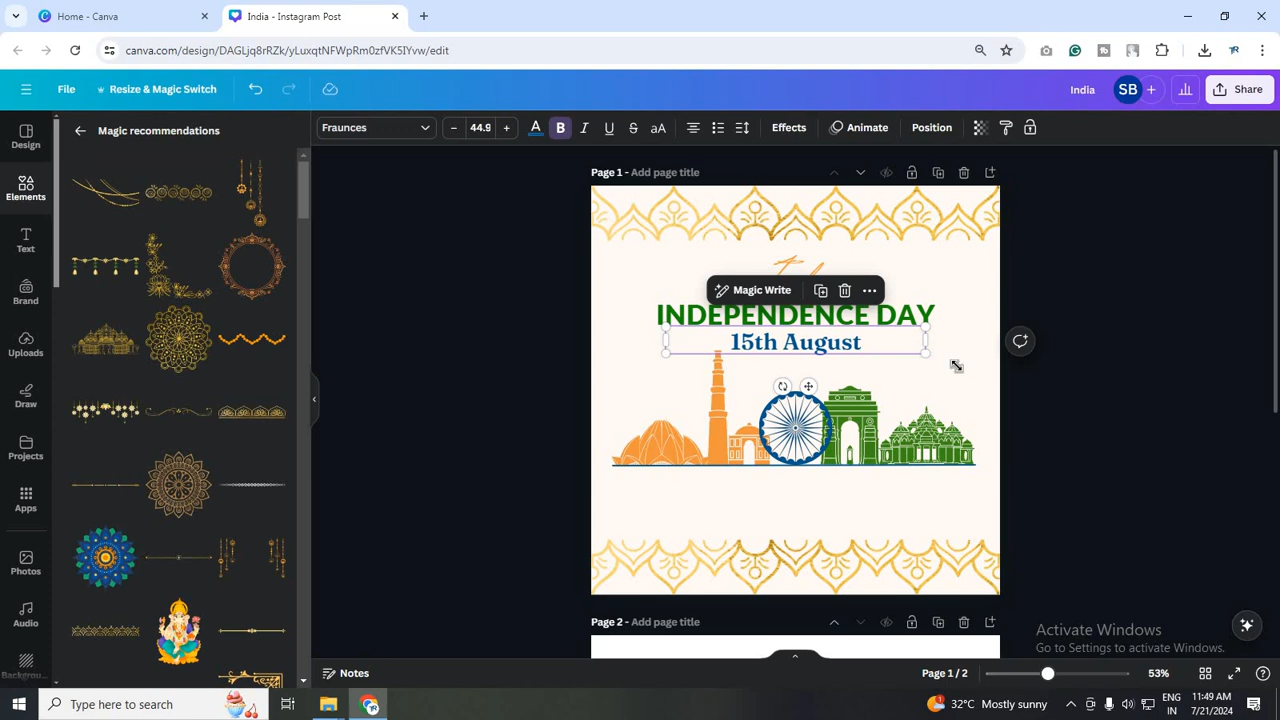 Home - Canva
India - Instagram Post
canva.com/design/DAGLjq8rRZk/yLuxqtNFWpRm0zfVK5IYvw/edit
File
Resize & Magic Switch
India
SB
Share
Design
Elements
Text
Brand
Uploads
Draw
Projects
Apps
Photos
Audio
Background
Magic recommendations
Fraunces
44.9
B
I
U
S
aA
Effects
Animate
Position
Page 1 - Add page title
Magic Write
INDEPENDENCE DAY
15th August
Page 2 - Add page title
Activate Windows
Go to Settings to activate Windows.
Notes
Page 1 / 2
53%
Type here to search
32°C Mostly sunny
ENG
IN
11:49 AM
7/21/2024